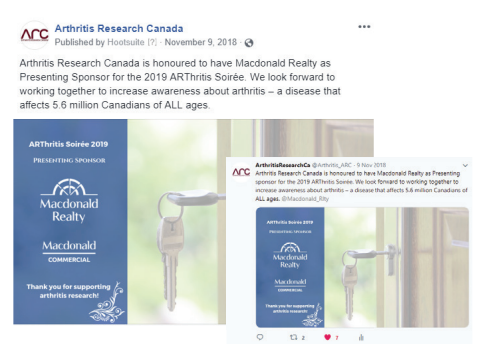 ARC
Arthritis Research Canada
Published by Hootsuite [?] · November 9, 2018 ·
Arthritis Research Canada is honoured to have Macdonald Realty as
Presenting Sponsor for the 2019 ARThritis Soirée. We look forward to
working together to increase awareness about arthritis – a disease that
affects 5.6 million Canadians of ALL ages.
ARThritis Soirée 2019
PRESENTING SPONSOR
Macdonald
Realty
Macdonald
COMMERCIAL
Thank you for supporting
arthritis research!
ARC
ArthritisResearchCa @Arthritis_ARC · 9 Nov 2018
Arthritis Research Canada is honoured to have Macdonald Realty as Presenting
sponsor for the 2019 ARThritis Soiree. We look forward to working together to
increase awareness about arthritis – a disease that affects 5.6 million Canadians of
ALL ages. @Macdonald_Rlty
ARThritis Soirée 2019
PRESENTING SPONSOR
Macdonald
Realty
Macdonald
COMMERCIAL
Thank you for supporting
arthritis research!
2 7